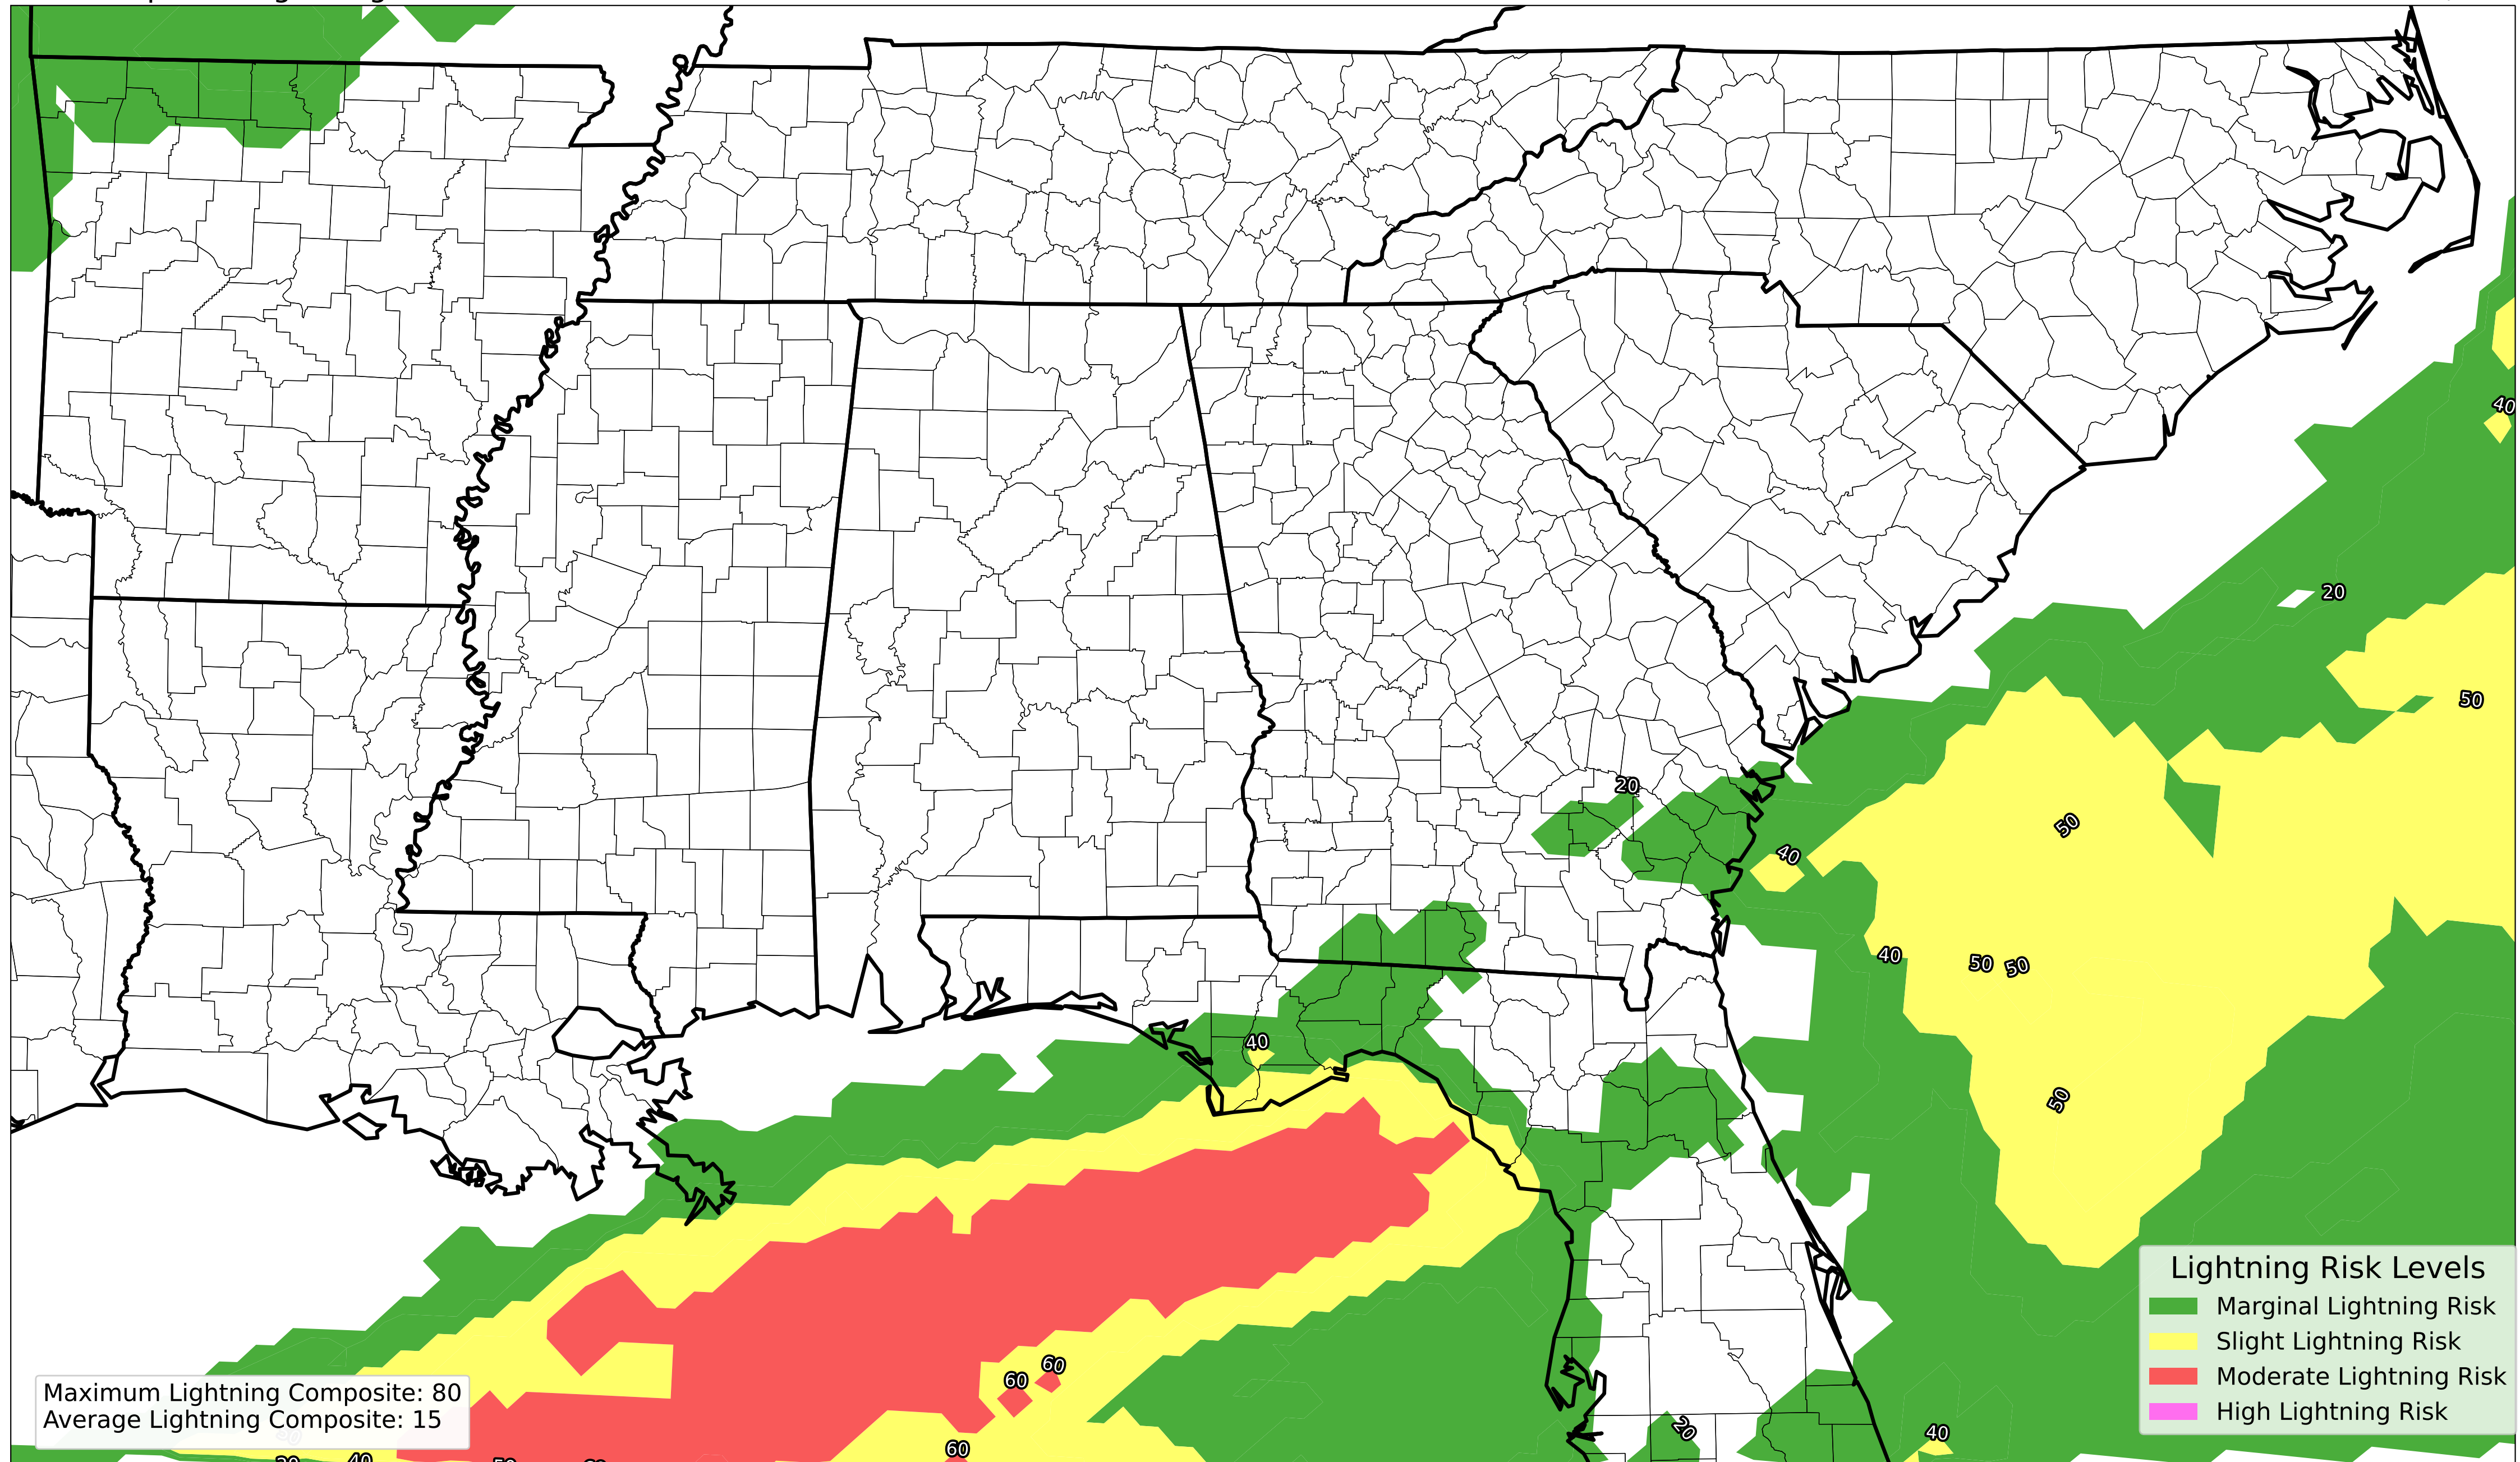 40
20
50
20
50
40
40
50
50
40
50
60
60
Lightning Risk Levels
Marginal Lightning Risk
Slight Lightning Risk
Moderate Lightning Risk
High Lightning Risk
Maximum Lightning Composite: 80
Average Lightning Composite: 15
20
40
60